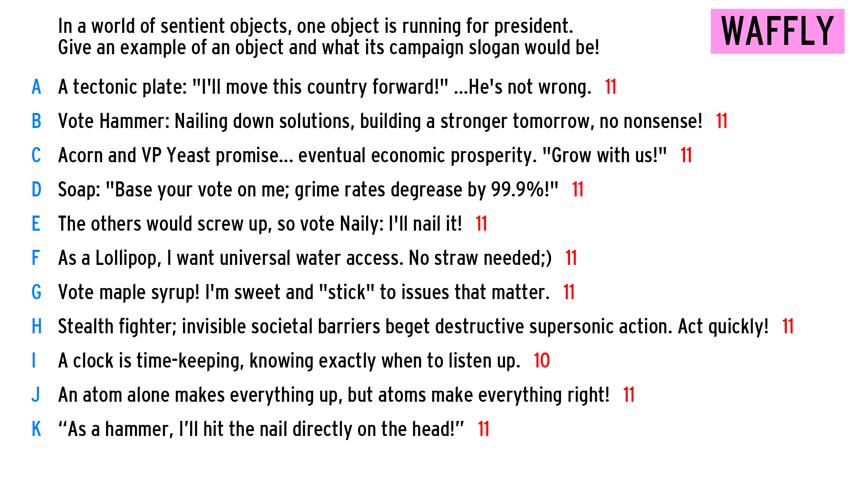 In a world of sentient objects, one object is running for president.
Give an example of an object and what its campaign slogan would be!
WAFFLY
A A tectonic plate: "I'll move this country forward!" ...He's not wrong. 11
B Vote Hammer: Nailing down solutions, building a stronger tomorrow, no nonsense! 11
C Acorn and VP Yeast promise... eventual economic prosperity. "Grow with us!" 11
D Soap: "Base your vote on me; grime rates degrease by 99.9%!" 11
E The others would screw up, so vote Naily: I'll nail it! 11
F As a Lollipop, I want universal water access. No straw needed;) 11
G Vote maple syrup! I'm sweet and "stick" to issues that matter. 11
H Stealth fighter; invisible societal barriers beget destructive supersonic action. Act quickly! 11
I A clock is time-keeping, knowing exactly when to listen up. 10
J An atom alone makes everything up, but atoms make everything right! 11
K “As a hammer, I’ll hit the nail directly on the head!” 11